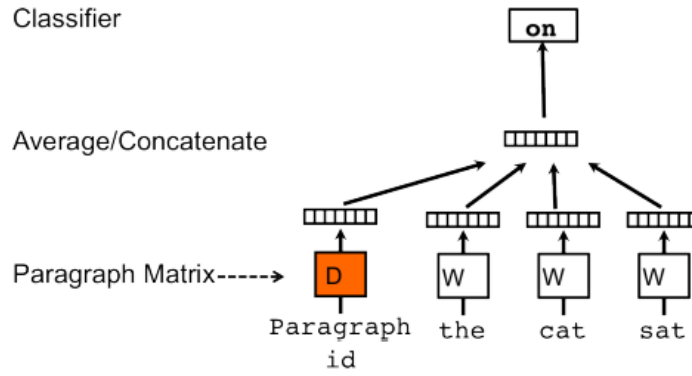 Classifier
on
Average/Concatenate
Paragraph Matrix
D
W
W
W
Paragraph
id
the
cat
sat